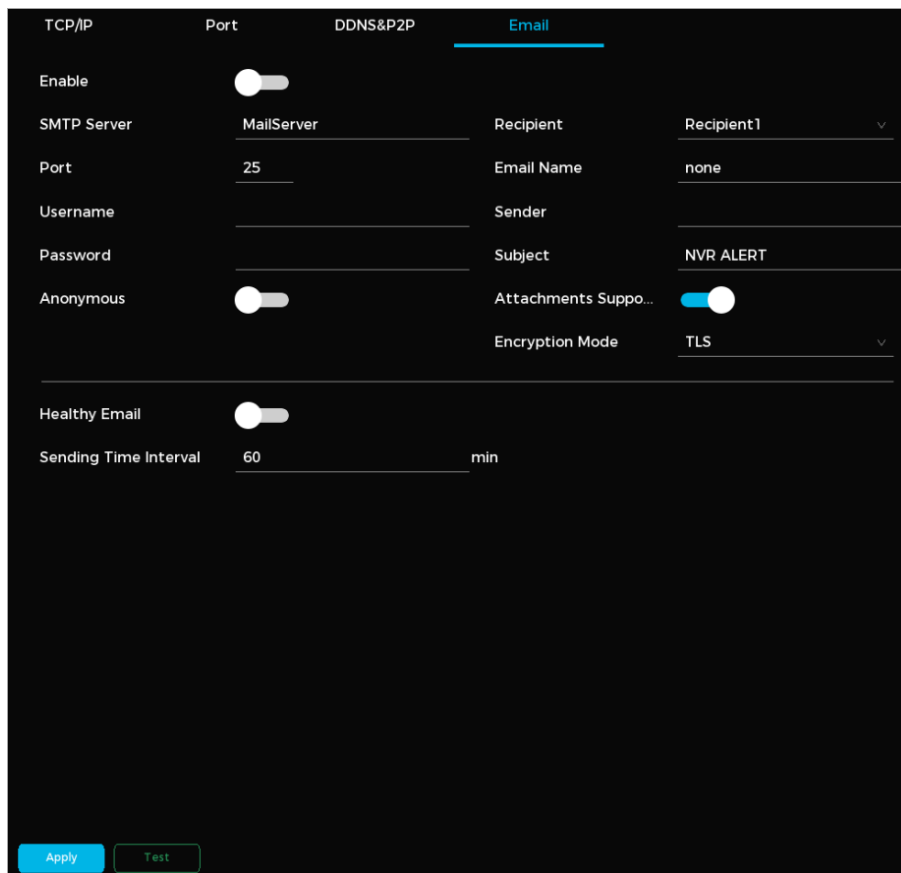 TCP/IP Port DDNS&P2P Email
Enable
SMTP Server MailServer Recipient Recipient1
Port 25 Email Name none
Username Sender
Password Subject NVR ALERT
Anonymous Attachments Suppo...
Encryption Mode TLS
Healthy Email
Sending Time Interval 60 min
Apply Test